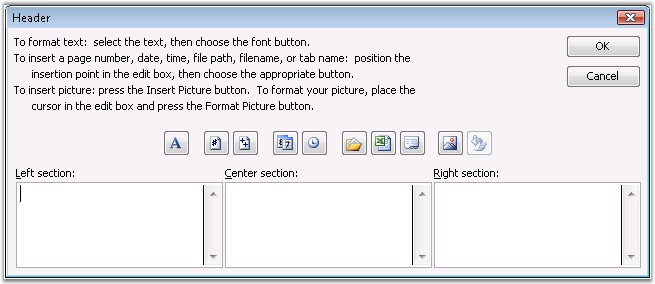 Header
To format text: select the text, then choose the font button.
To insert a page number, date, time, file path, filename, or tab name: position the
insertion point in the edit box, then choose the appropriate button.
To insert picture: press the Insert Picture button. To format your picture, place the
cursor in the edit box and press the Format Picture button.
OK
Cancel
A
Left section:
Center section:
Right section: